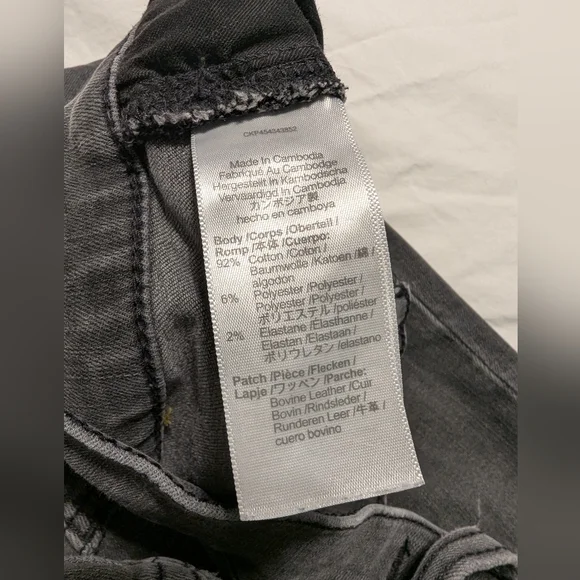 CKP454343852
Made In Cambodia
Fabriqué Au Cambodge
Hergestellt In Kambodscha
Vervaardigd In Cambodja
カンボジア製
hecho en camboya
Body /Corps /Oberteil /
Romp /本体 /Cuerpo:
92% Cotton /Coton /
Baumwolle /Katoen /綿 /
algodón
6% Polyester /Polyester
/Polyester /Polyester /
ポリエステル /poliéster
2% Elastane /Elasthanne /
Elastan /Elastaan /
ポリウレタン /elastano
Patch /Pièce /Flecken /
Lapje /ワッペン /Parche:
Bovine Leather /Cuir
Bovin /Rindsleder /
Runderen Leer /牛革 /
cuero bovino